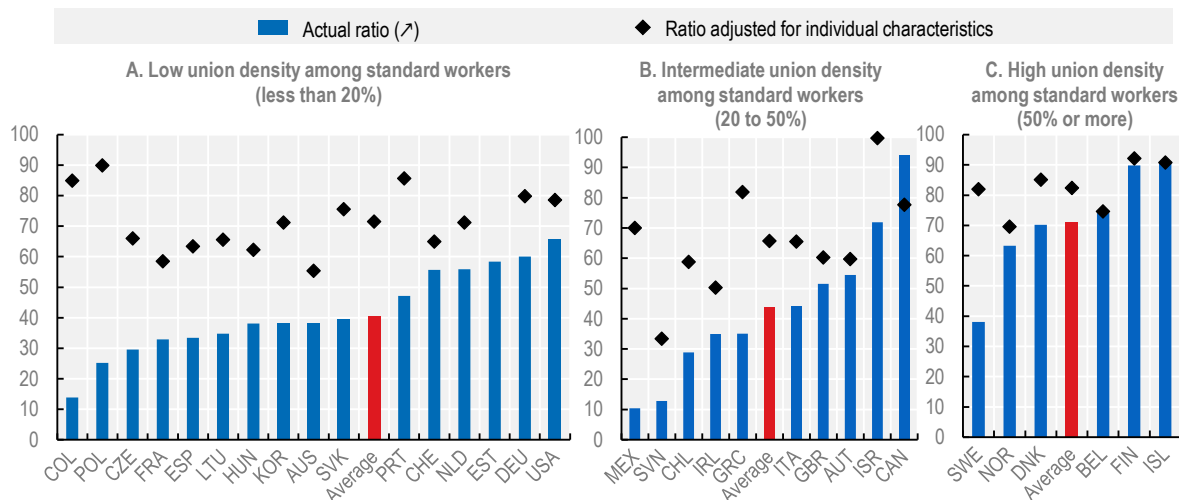 Actual ratio (↗)
Ratio adjusted for individual characteristics
A. Low union density among standard workers
(less than 20%)
B. Intermediate union density
among standard workers
(20 to 50%)
C. High union density
among standard workers
(50% or more)
100
90
80
70
60
50
40
30
20
10
0
COL
POL
CZE
FRA
ESP
LTU
HUN
KOR
AUS
SVK
Average
PRT
CHE
NLD
EST
DEU
USA
100
90
80
70
60
50
40
30
20
10
0
MEX
SVN
CHL
IRL
GRC
Average
ITA
GBR
AUT
ISR
CAN
100
90
80
70
60
50
40
30
20
10
0
SWE
NOR
DNK
Average
BEL
FIN
ISL